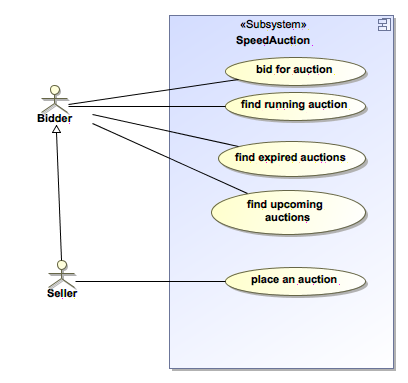 «Subsystem»
SpeedAuction
bid for auction
Bidder
find running auction
find expired auctions
find upcoming
auctions
Seller
place an auction